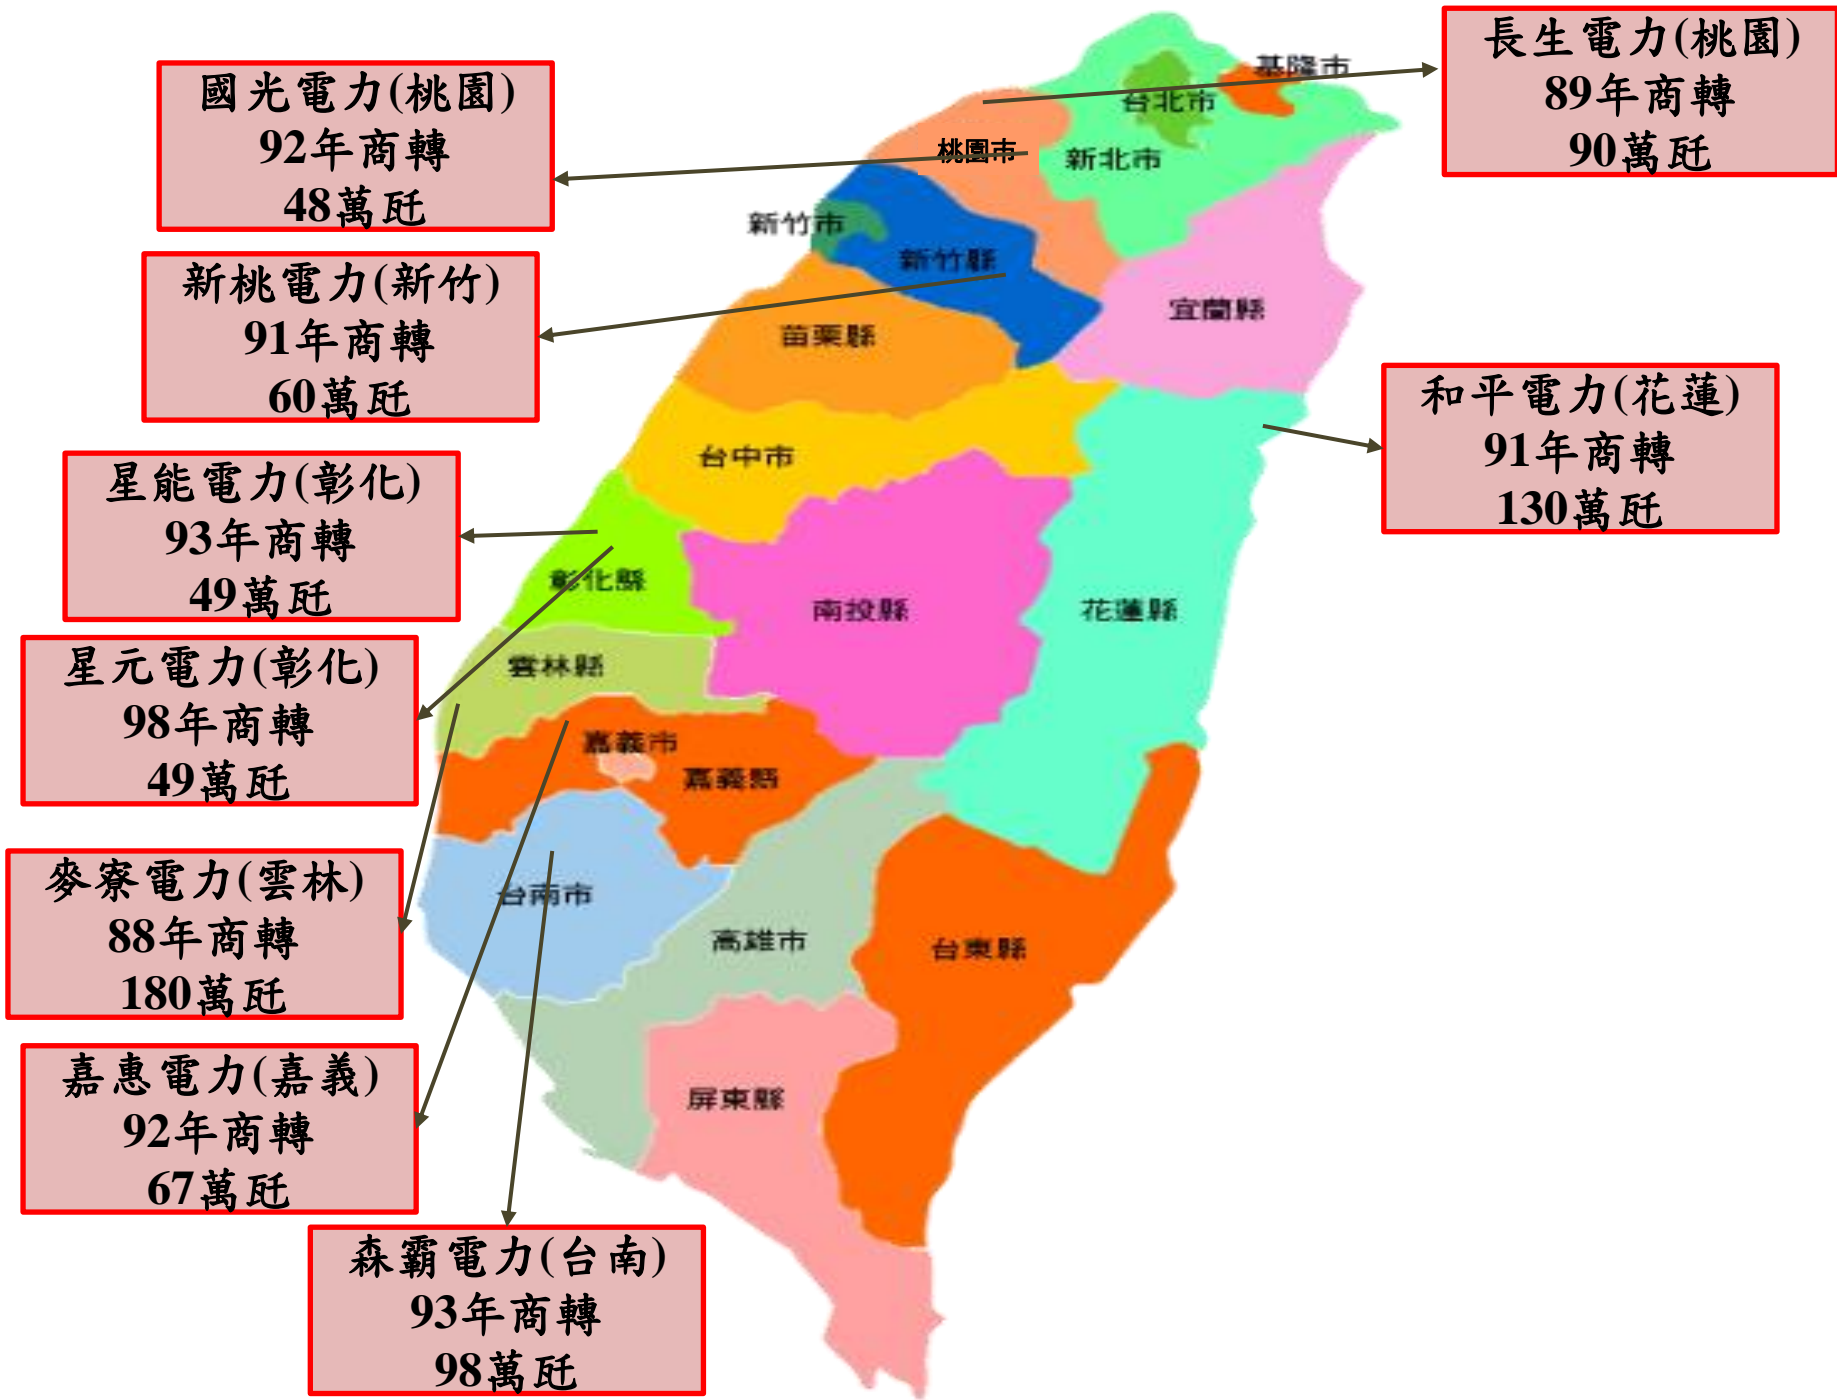 長生電力(桃園)
89年商轉
90萬瓩
國光電力(桃園)
92年商轉
48萬瓩
新桃電力(新竹)
91年商轉
60萬瓩
和平電力(花蓮)
91年商轉
130萬瓩
星能電力(彰化)
93年商轉
49萬瓩
星元電力(彰化)
98年商轉
49萬瓩
麥寮電力(雲林)
88年商轉
180萬瓩
嘉惠電力(嘉義)
92年商轉
67萬瓩
森霸電力(台南)
93年商轉
98萬瓩
基隆市
台北市
桃園市
新北市
新竹市
新竹縣
宜蘭縣
苗栗縣
台中市
彰化縣
南投縣
花蓮縣
雲林縣
嘉義市
嘉義縣
台南市
高雄市
台東縣
屏東縣